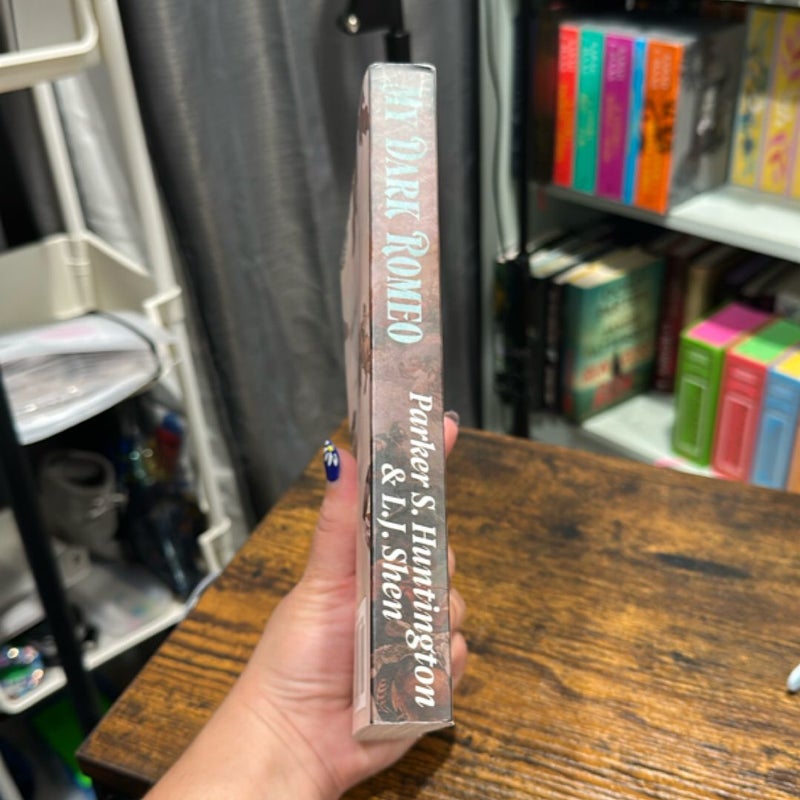 MY DARK ROMEO
Parker S. Huntington
& L.J. Shen